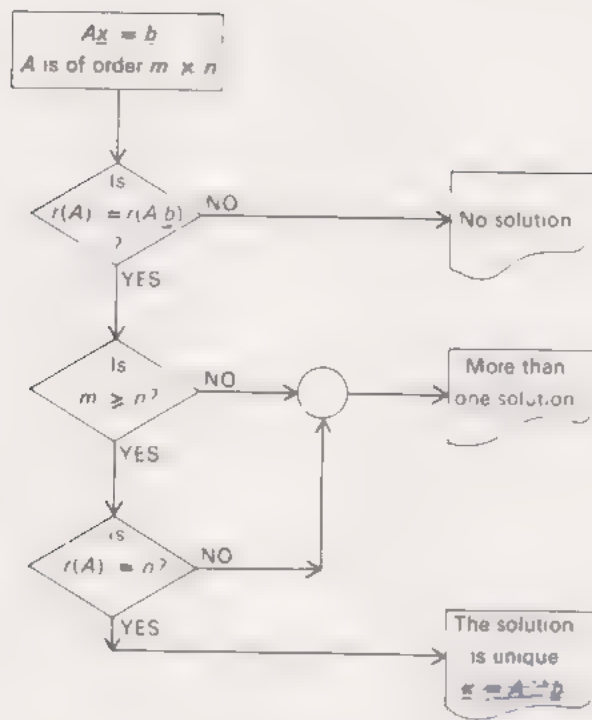 Ax = b
A is of order m × n
Is
r(A) = r(A b)
?
NO
No solution
YES
Is
m ≥ n?
NO
More than
one solution
YES
Is
r(A) = n?
NO
YES
The solution
is unique